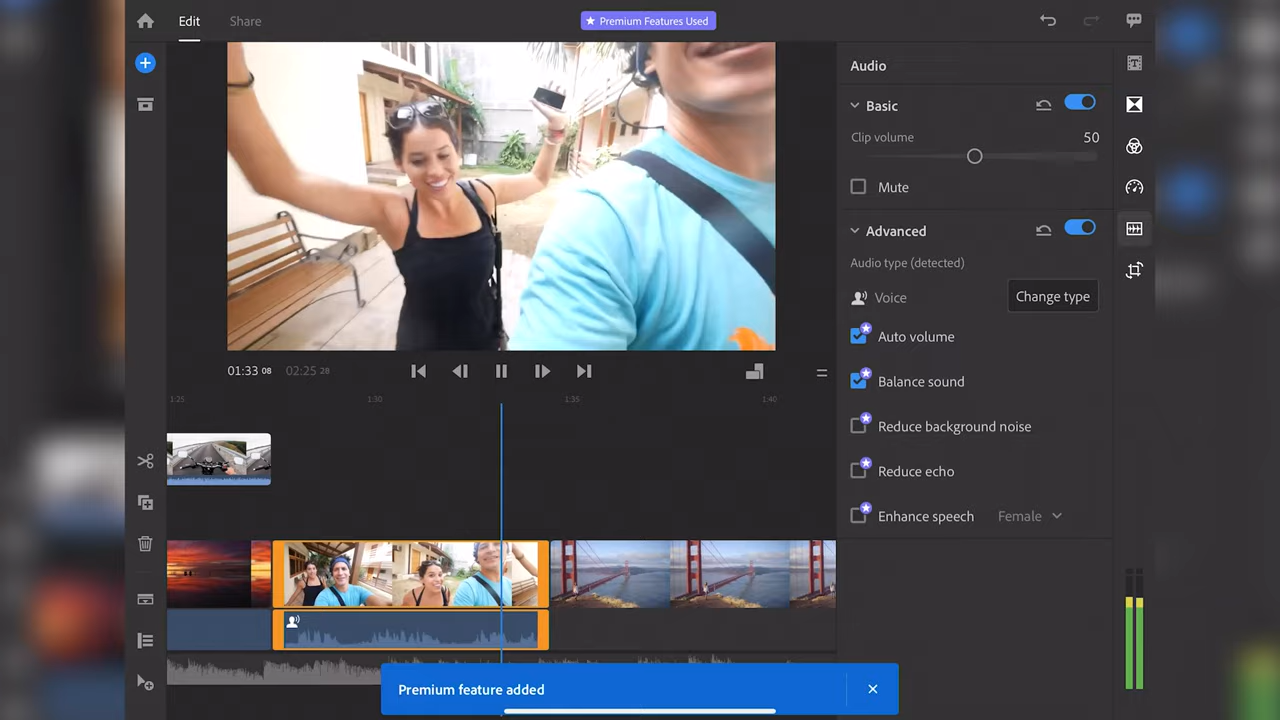 Edit
Share
Premium Features Used
Audio
Basic
Clip volume
50
Mute
Advanced
Audio type (detected)
Voice
Change type
Auto volume
Balance sound
Reduce background noise
Reduce echo
Enhance speech
Female
01:33 08
02:25 28
1:25
1:30
1:35
1:40
Premium feature added